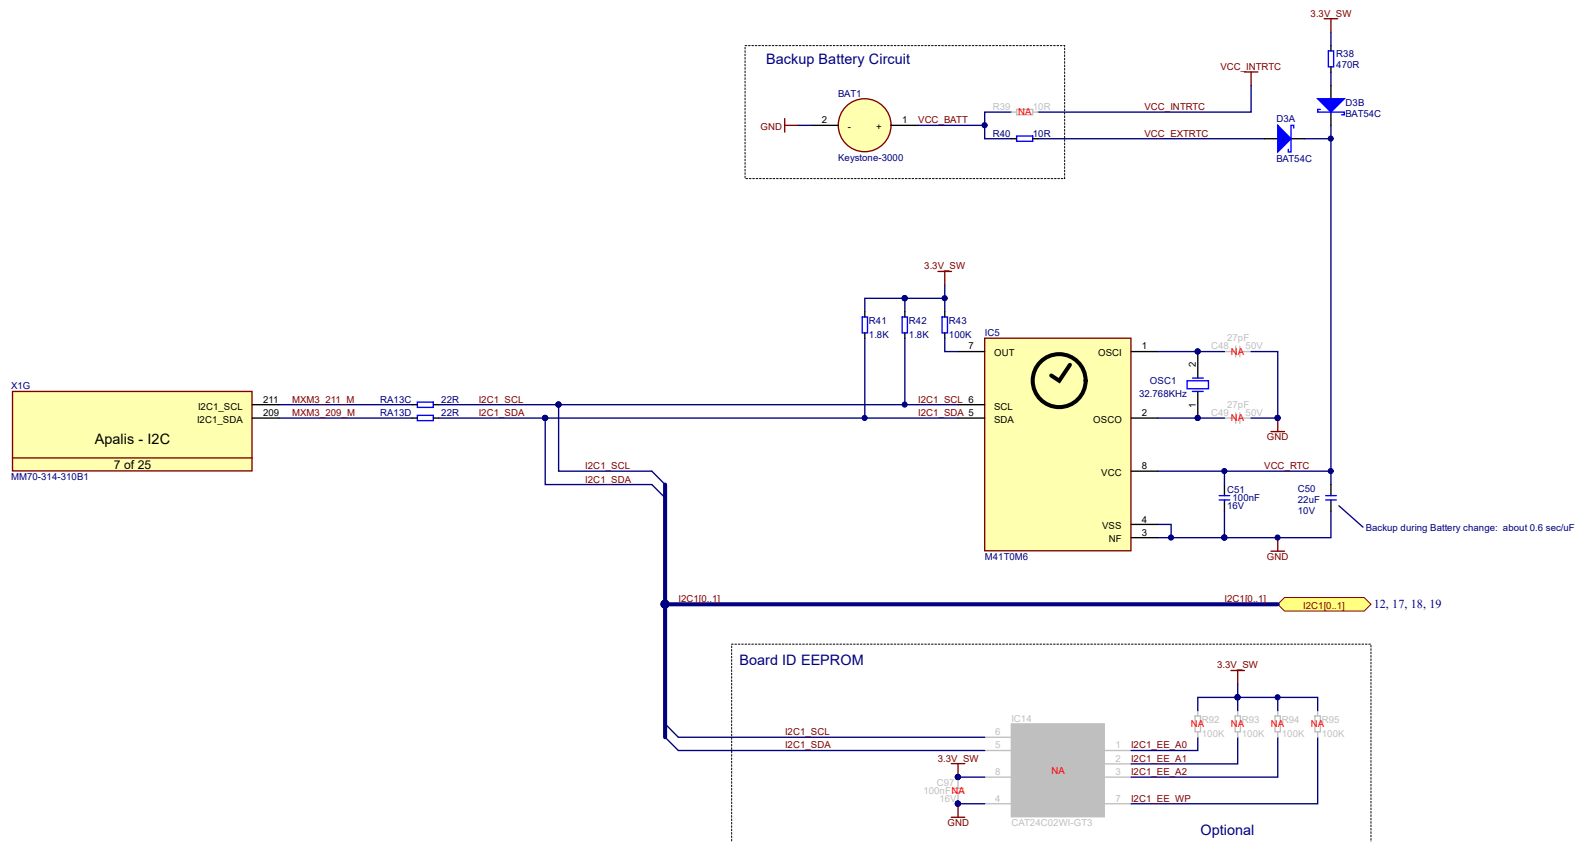 3.3V_SW
R38
470R
Backup Battery Circuit
VCC_INTRTC
BAT1
D3B
BAT54C
R39 NA 10R
VCC_INTRTC
GND
2
-
+
1
VCC_BATT
D3A
R40
10R
VCC_EXTRTC
BAT54C
Keystone-3000
3.3V_SW
R41
1.8K
R42
1.8K
R43
100K
IC5
7
OUT
OSCI
1
27pF
C48 NA 50V
2
OSC1
32.768KHz
1
27pF
C49 NA 50V
OSCO
2
GND
X1G
I2C1_SCL
211
MXM3_211_M
RA13C
22R
I2C1_SCL
I2C1_SCL
6
SCL
I2C1_SDA
209
MXM3_209_M
RA13D
22R
I2C1_SDA
I2C1_SDA
5
SDA
Apalis - I2C
7 of 25
MM70-314-310B1
I2C1_SCL
I2C1_SDA
VCC
8
VCC_RTC
C51
100nF
16V
C50
22uF
10V
VSS
4
NF
3
Backup during Battery change: about 0.6 sec/uF
M41T0M6
GND
I2C1[0..1]
I2C1[0..1]
I2C1[0..1]
12, 17, 18, 19
Board ID EEPROM
3.3V_SW
IC14
NA R92
100K
NA R93
100K
NA R94
100K
NA R95
100K
I2C1_SCL
6
I2C1_SDA
5
1
I2C1_EE_A0
2
I2C1_EE_A1
3
I2C1_EE_A2
3.3V_SW
8
NA
C97
100nF NA
16V
4
7
I2C1_EE_WP
GND
CAT24C02WI-GT3
Optional